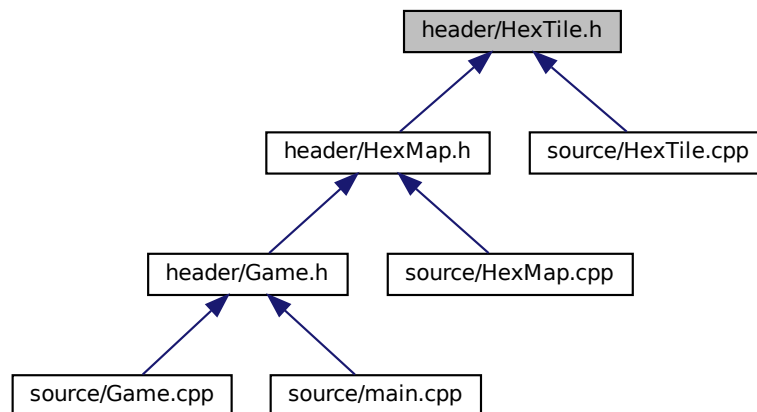 header/HexTile.h
header/HexMap.h
source/HexTile.cpp
header/Game.h
source/HexMap.cpp
source/Game.cpp
source/main.cpp